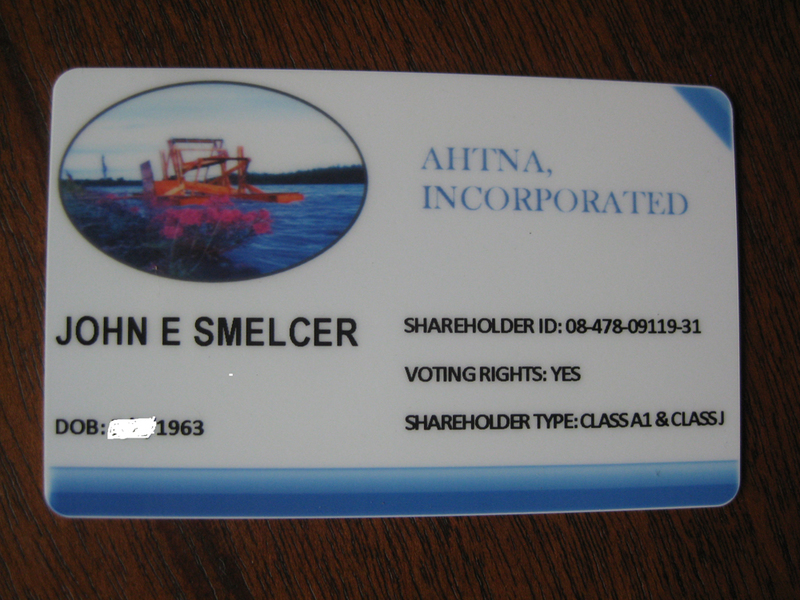 AHTNA,
INCORPORATED
JOHN E SMELCER
SHAREHOLDER ID: 08-478-09119-31
VOTING RIGHTS: YES
DOB: 1963
SHAREHOLDER TYPE: CLASS A1 & CLASS J